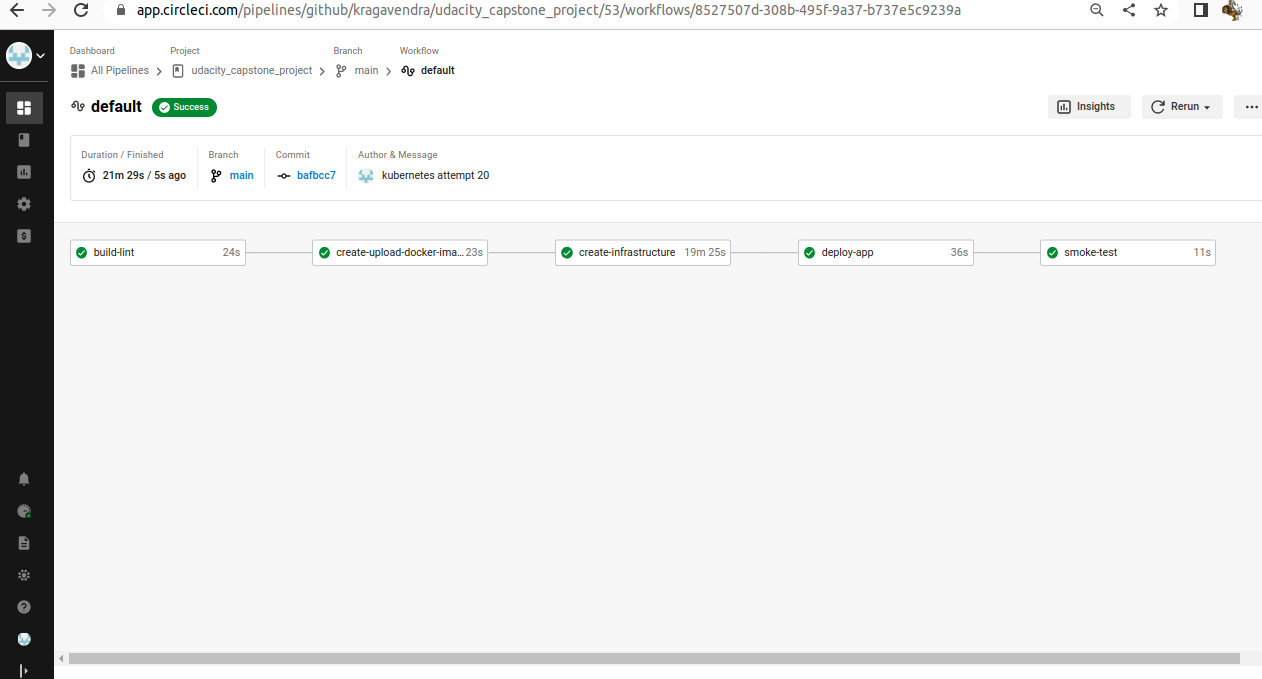 app.circleci.com/pipelines/github/kragavendra/udacity_capstone_project/53/workflows/8527507d-308b-495f-9a37-b737e5c9239a
Dashboard Project Branch Workflow
All Pipelines udacity_capstone_project main default
default Success Insights Rerun
Duration / Finished Branch Commit Author & Message
21m 29s / 5s ago main bafbcc7 kubernetes attempt 20
build-lint 24s create-upload-docker-ima... 23s create-infrastructure 19m 25s deploy-app 36s smoke-test 11s